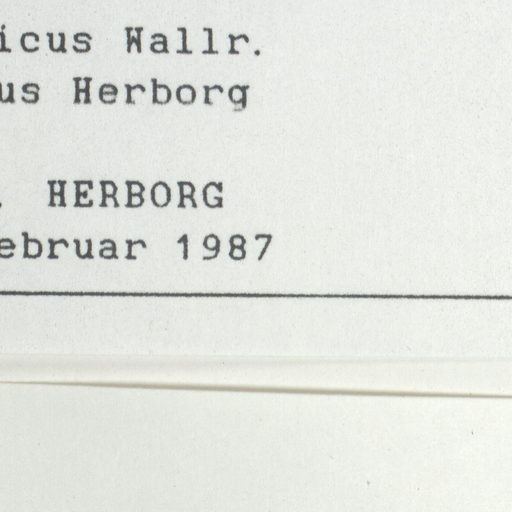 icus Wallr.
us Herborg
. HERBORG
ebruar 1987